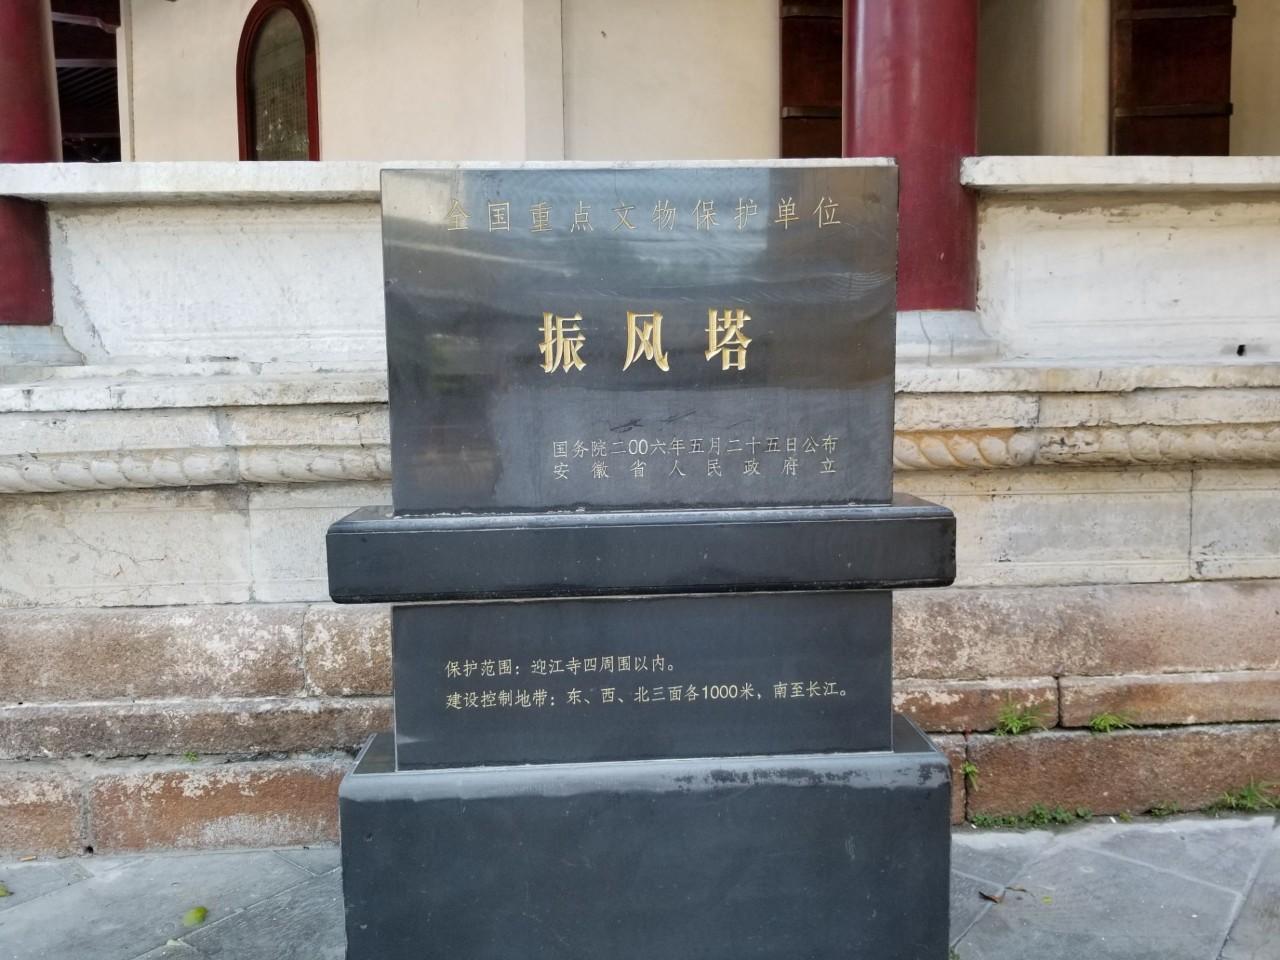 全国重点文物保护单位
振风塔
国务院二00六年五月二十五日公布
安徽省人民政府立
保护范围：迎江寺四周围以内。
建设控制地带：东、西、北三面各1000米，南至长江。